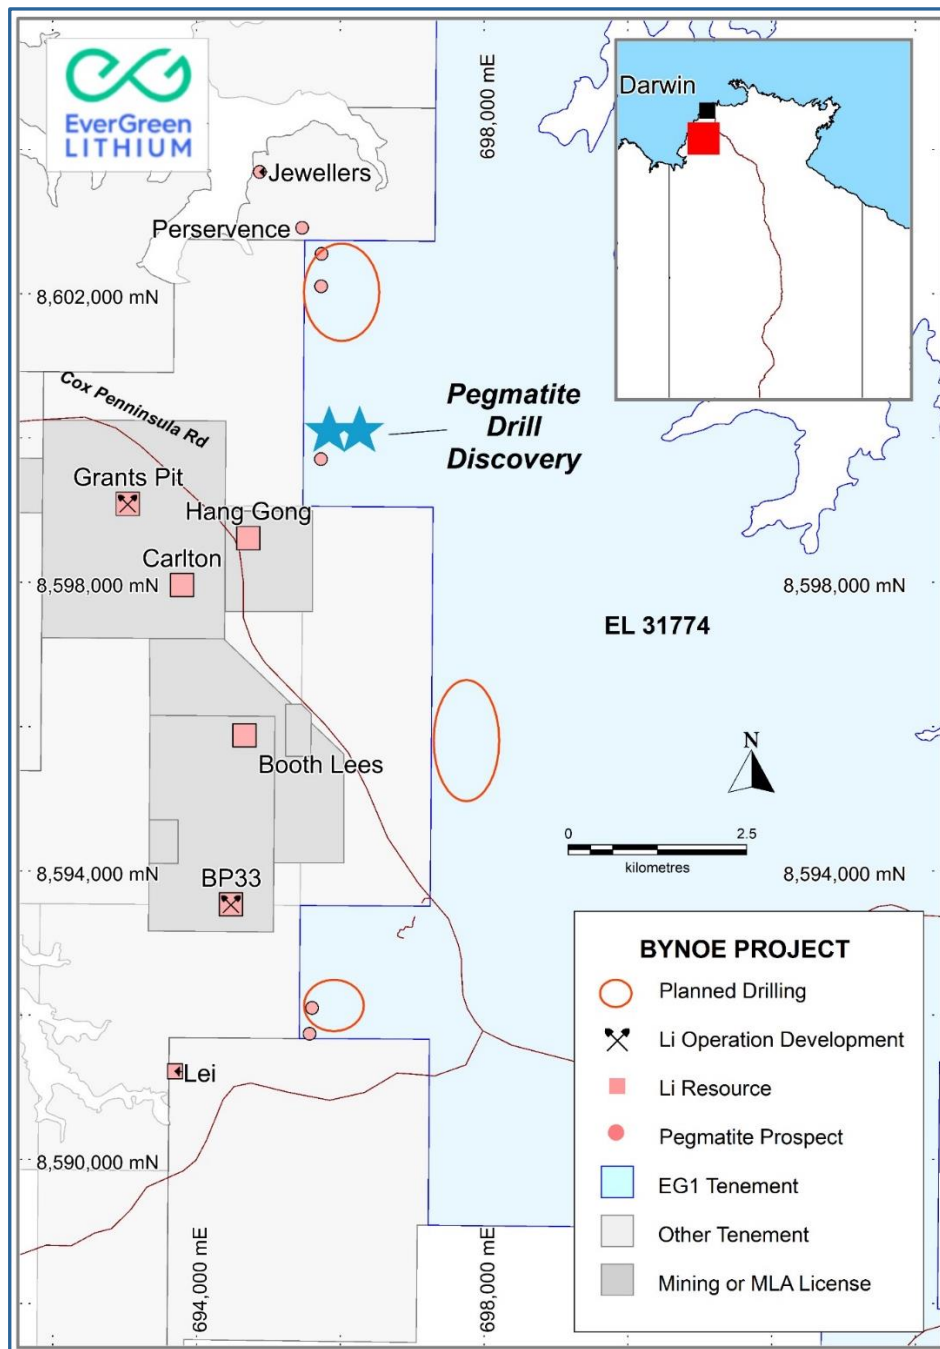 EverGreen
LITHIUM
698,000 mE
Darwin
Jewellers
Perservence
8,602,000 mN
Cox Penninsula Rd
Pegmatite
Drill
Discovery
Grants Pit
Hang Gong
Carlton
8,598,000 mN
8,598,000 mN
EL 31774
Booth Lees
N
0 2.5
kilometres
8,594,000 mN
8,594,000 mN
BP33
BYNOE PROJECT
Planned Drilling
Li Operation Development
Li Resource
Pegmatite Prospect
EG1 Tenement
Other Tenement
Mining or MLA License
Lei
8,590,000 mN
694,000 mE
698,000 mE